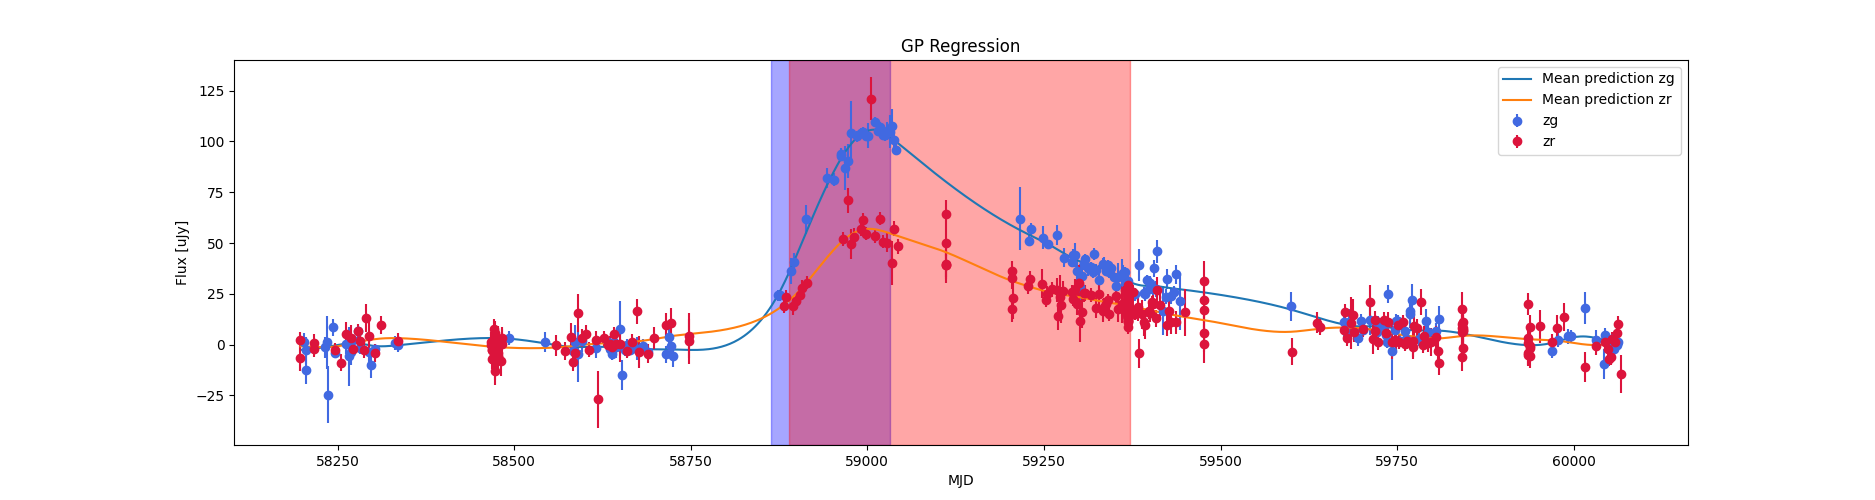 GP Regression
125
100
75
50
25
0
−25
Flux [uJy]
58250
58500
58750
59000
59250
59500
59750
60000
MJD
Mean prediction zg
Mean prediction zr
zg
zr